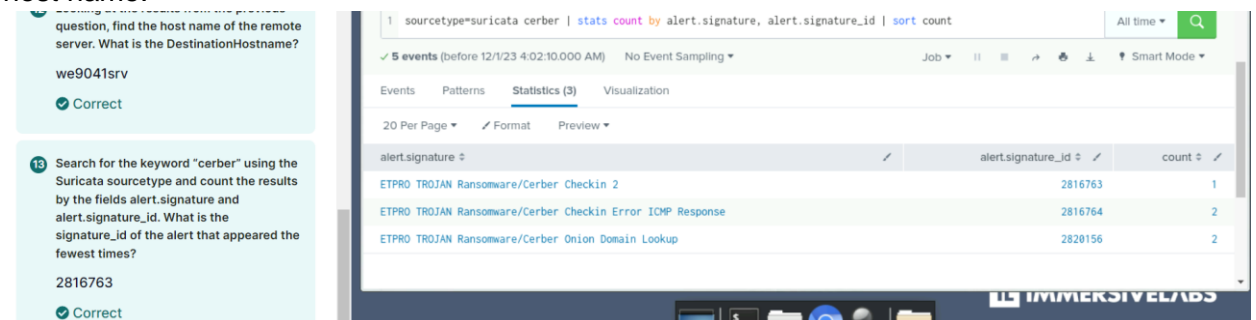 question, find the host name of the remote
server. What is the DestinationHostname?
we9041srv
Correct
13 Search for the keyword "cerber" using the
Suricata sourcetype and count the results
by the fields alert.signature and
alert.signature_id. What is the
signature_id of the alert that appeared the
fewest times?
2816763
Correct
1 sourcetype=suricata cerber | stats count by alert.signature, alert.signature_id | sort count
All time
5 events (before 12/1/23 4:02:10.000 AM) No Event Sampling
Job
Smart Mode
Events Patterns Statistics (3) Visualization
20 Per Page Format Preview
alert.signature alert.signature_id count
ETPRO TROJAN Ransomware/Cerber Checkin 2 2816763 1
ETPRO TROJAN Ransomware/Cerber Checkin Error ICMP Response 2816764 2
ETPRO TROJAN Ransomware/Cerber Onion Domain Lookup 2820156 2
IMMERSIVELABS